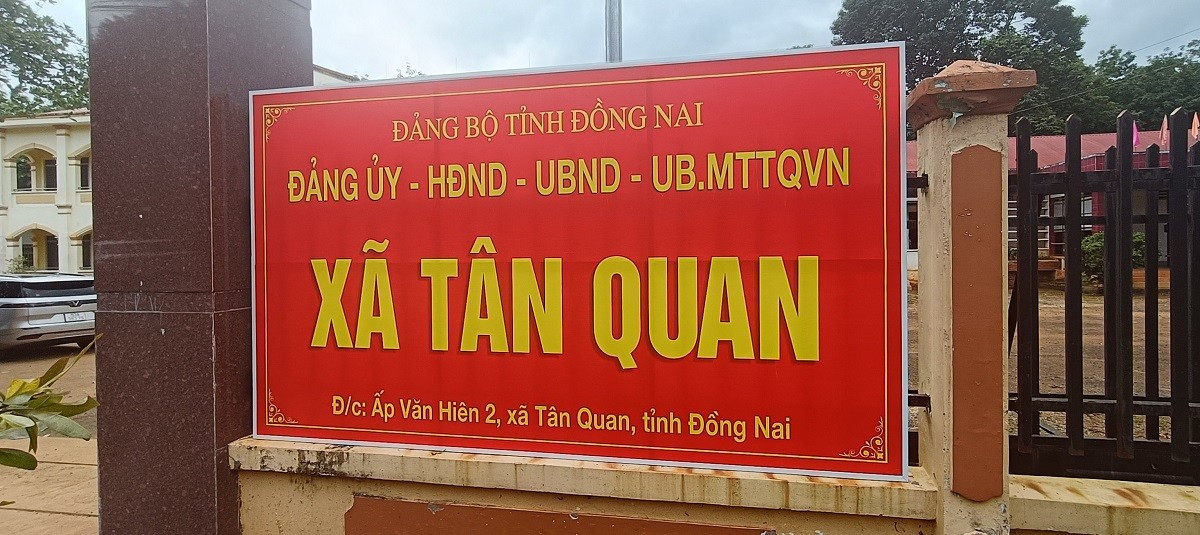 ĐẢNG BỘ TỈNH ĐỒNG NAI
ĐẢNG ỦY - HĐND - UBND - UB.MTTQVN
XÃ TÂN QUAN
Đ/c: Ấp Văn Hiên 2, xã Tân Quan, tỉnh Đồng Nai